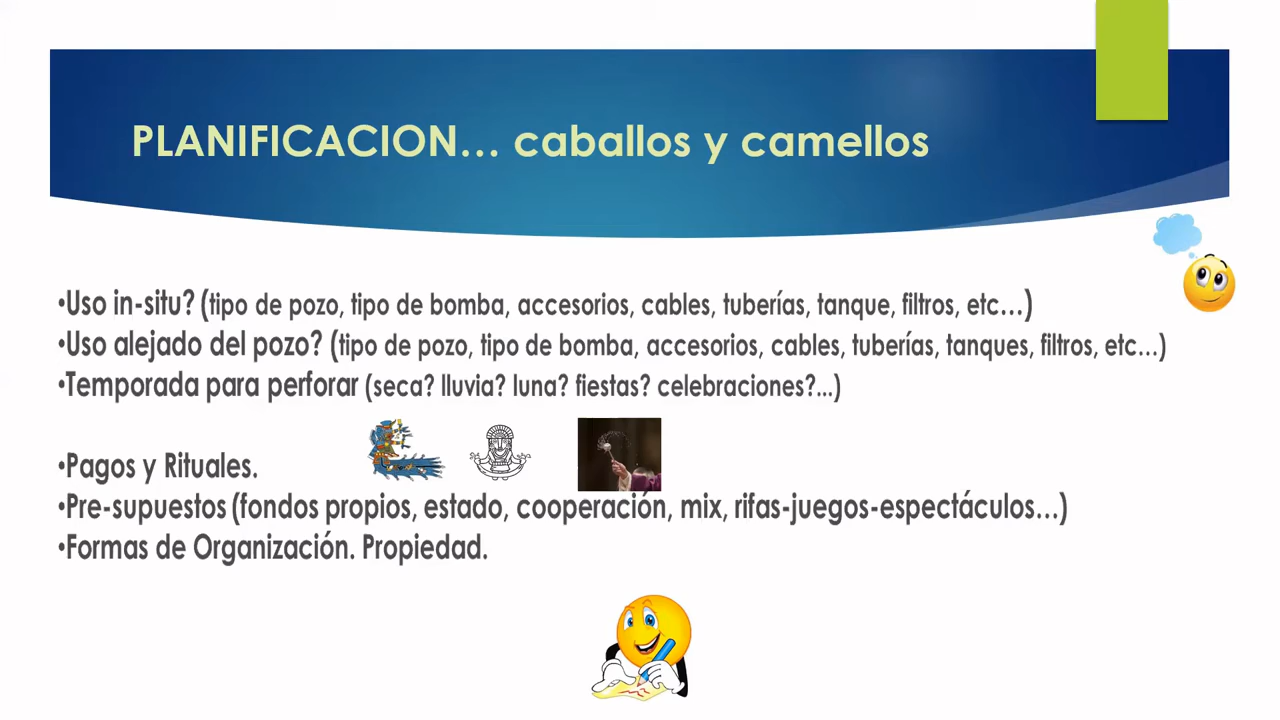 PLANIFICACION... caballos y camellos
•Uso in-situ? (tipo de pozo, tipo de bomba, accesorios, cables, tuberías, tanque, filtros, etc...)
•Uso alejado del pozo? (tipo de pozo, tipo de bomba, accesorios, cables, tuberías, tanques, filtros, etc...)
•Temporada para perforar (seca? lluvia? luna? fiestas? celebraciones?...)
•Pagos y Rituales.
•Pre-supuestos (fondos propios, estado, cooperación, mix, rifas-juegos-espectáculos...)
•Formas de Organización. Propiedad.